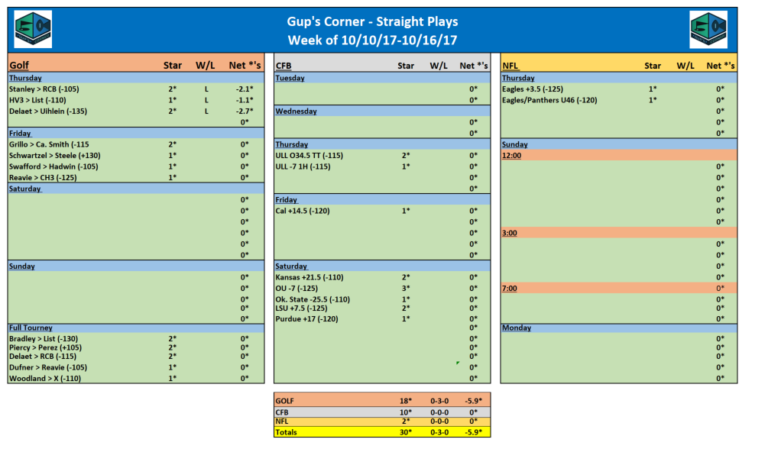 Gup's Corner - Straight Plays
Week of 10/10/17-10/16/17
Golf Star W/L Net *'s
Thursday
Stanley > RCB (-105) 2* L -2.1*
HV3 > List (-110) 1* L -1.1*
Delaet > Uihlein (-135) 2* L -2.7*
0*
Friday
Grillo > Ca. Smith (-115 2* 0*
Schwartzel > Steele (+130) 1* 0*
Swafford > Hadwin (-105) 1* 0*
Reavie > CH3 (-125) 1* 0*
Saturday
0*
0*
0*
0*
0*
0*
Sunday
0*
0*
0*
0*
0*
Full Tourney
Bradley > List (-130) 2* 0*
Piercy > Perez (+105) 2* 0*
Delaet > RCB (-115) 2* 0*
Dufner > Reavie (-105) 1* 0*
Woodland > X (-110) 1* 0*
CFB Star W/L Net *'s
Tuesday
0*
0*
Wednesday
0*
0*
Thursday
ULL O34.5 TT (-115) 2* 0*
ULL -7 1H (-115) 1* 0*
0*
0*
Friday
Cal +14.5 (-120) 1* 0*
0*
0*
0*
0*
Saturday
Kansas +21.5 (-110) 2* 0*
OU -7 (-125) 3* 0*
Ok. State -25.5 (-110) 1* 0*
LSU +7.5 (-125) 2* 0*
Purdue +17 (-120) 1* 0*
0*
0*
0*
0*
0*
0*
NFL Star W/L Net *'s
Thursday
Eagles +3.5 (-125) 1* 0*
Eagles/Panthers U46 (-120) 1* 0*
0*
0*
Sunday
12:00
0*
0*
0*
0*
0*
0*
3:00
0*
0*
0*
0*
7:00 0*
0*
0*
0*
Monday
0*
0*
0*
0*
GOLF 18* 0-3-0 -5.9*
CFB 10* 0-0-0 0*
NFL 2* 0-0-0 0*
Totals 30* 0-3-0 -5.9*